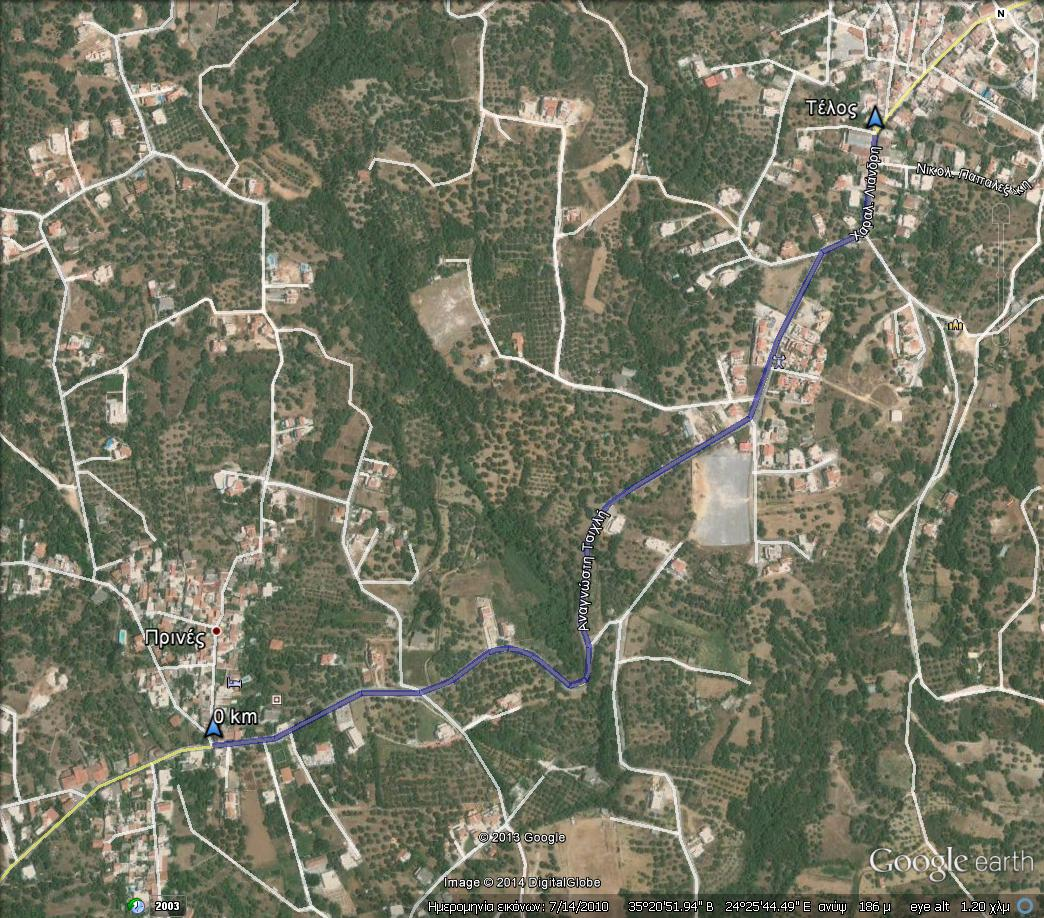 N
Τέλος
Νικολ. Παπαλεξάκη
Χαραλ. Λιανδρή
Αναγνώστη Τσιχλή
Πρινές
0 km
© 2013 Google
Google earth
Image © 2014 DigitalGlobe
2003
Ημερομηνία εικόνων: 7/14/2010 35°20'51.94" Β 24°25'44.49" Ε ανύψ 186 μ eye alt 1.20 χλμ